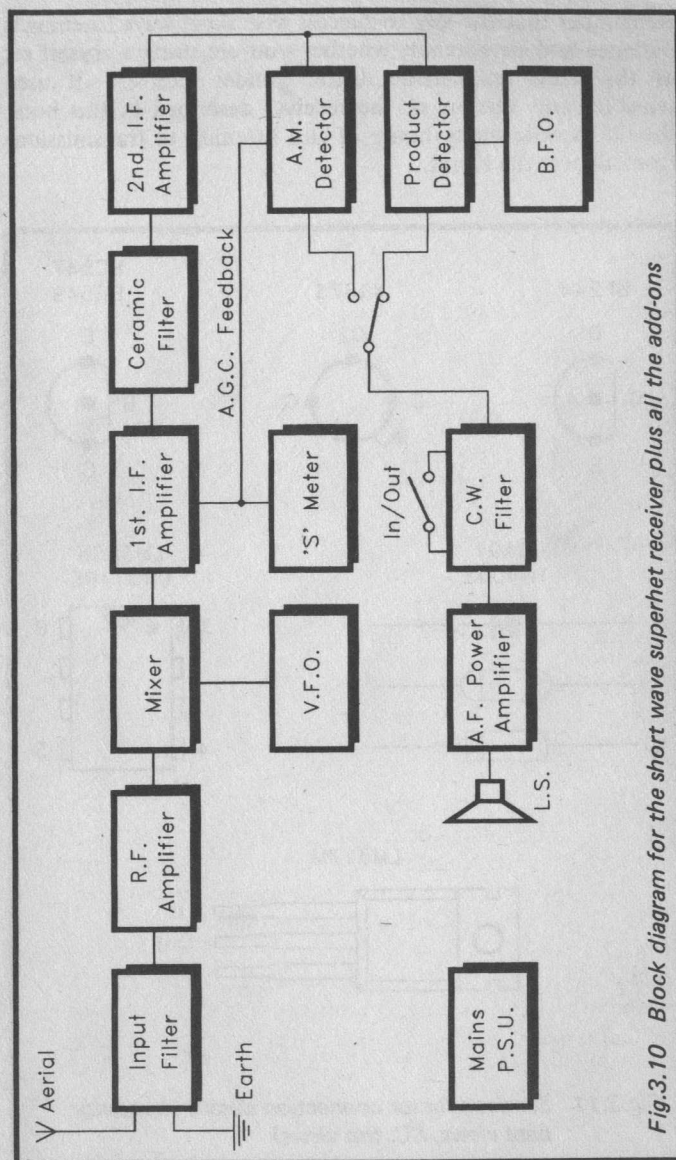 Aerial
Input
Filter
Earth
R.F.
Amplifier
Mixer
1st. I.F.
Amplifier
Ceramic
Filter
2nd I.F.
Amplifier
A.G.C. Feedback
V.F.O.
'S' Meter
A.M.
Detector
Mains
P.S.U.
L.S.
A.F. Power
Amplifier
In/Out
C.W.
Filter
Product
Detector
B.F.O.
Fig.3.10 Block diagram for the short wave superhet receiver plus all the add-ons